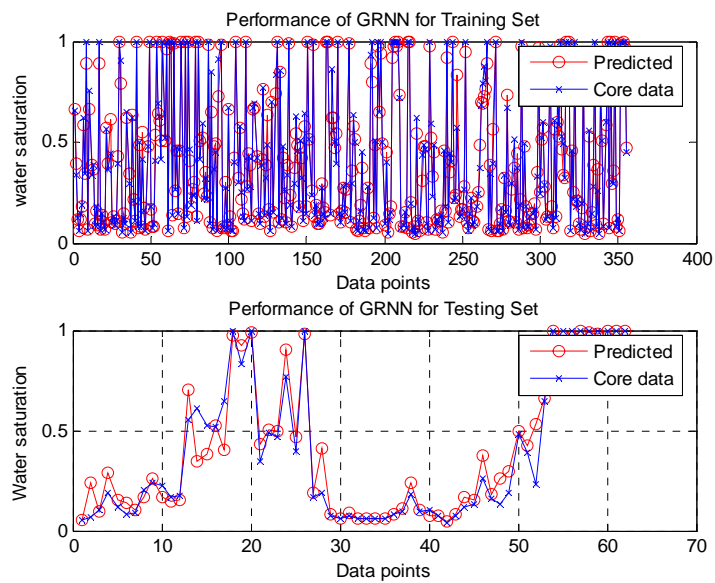 Performance of GRNN for Training Set
1
0.5
0
water saturation
Predicted
Core data
0 50 100 150 200 250 300 350 400
Data points
Performance of GRNN for Testing Set
1
0.5
0
Water saturation
Predicted
Core data
0 10 20 30 40 50 60 70
Data points